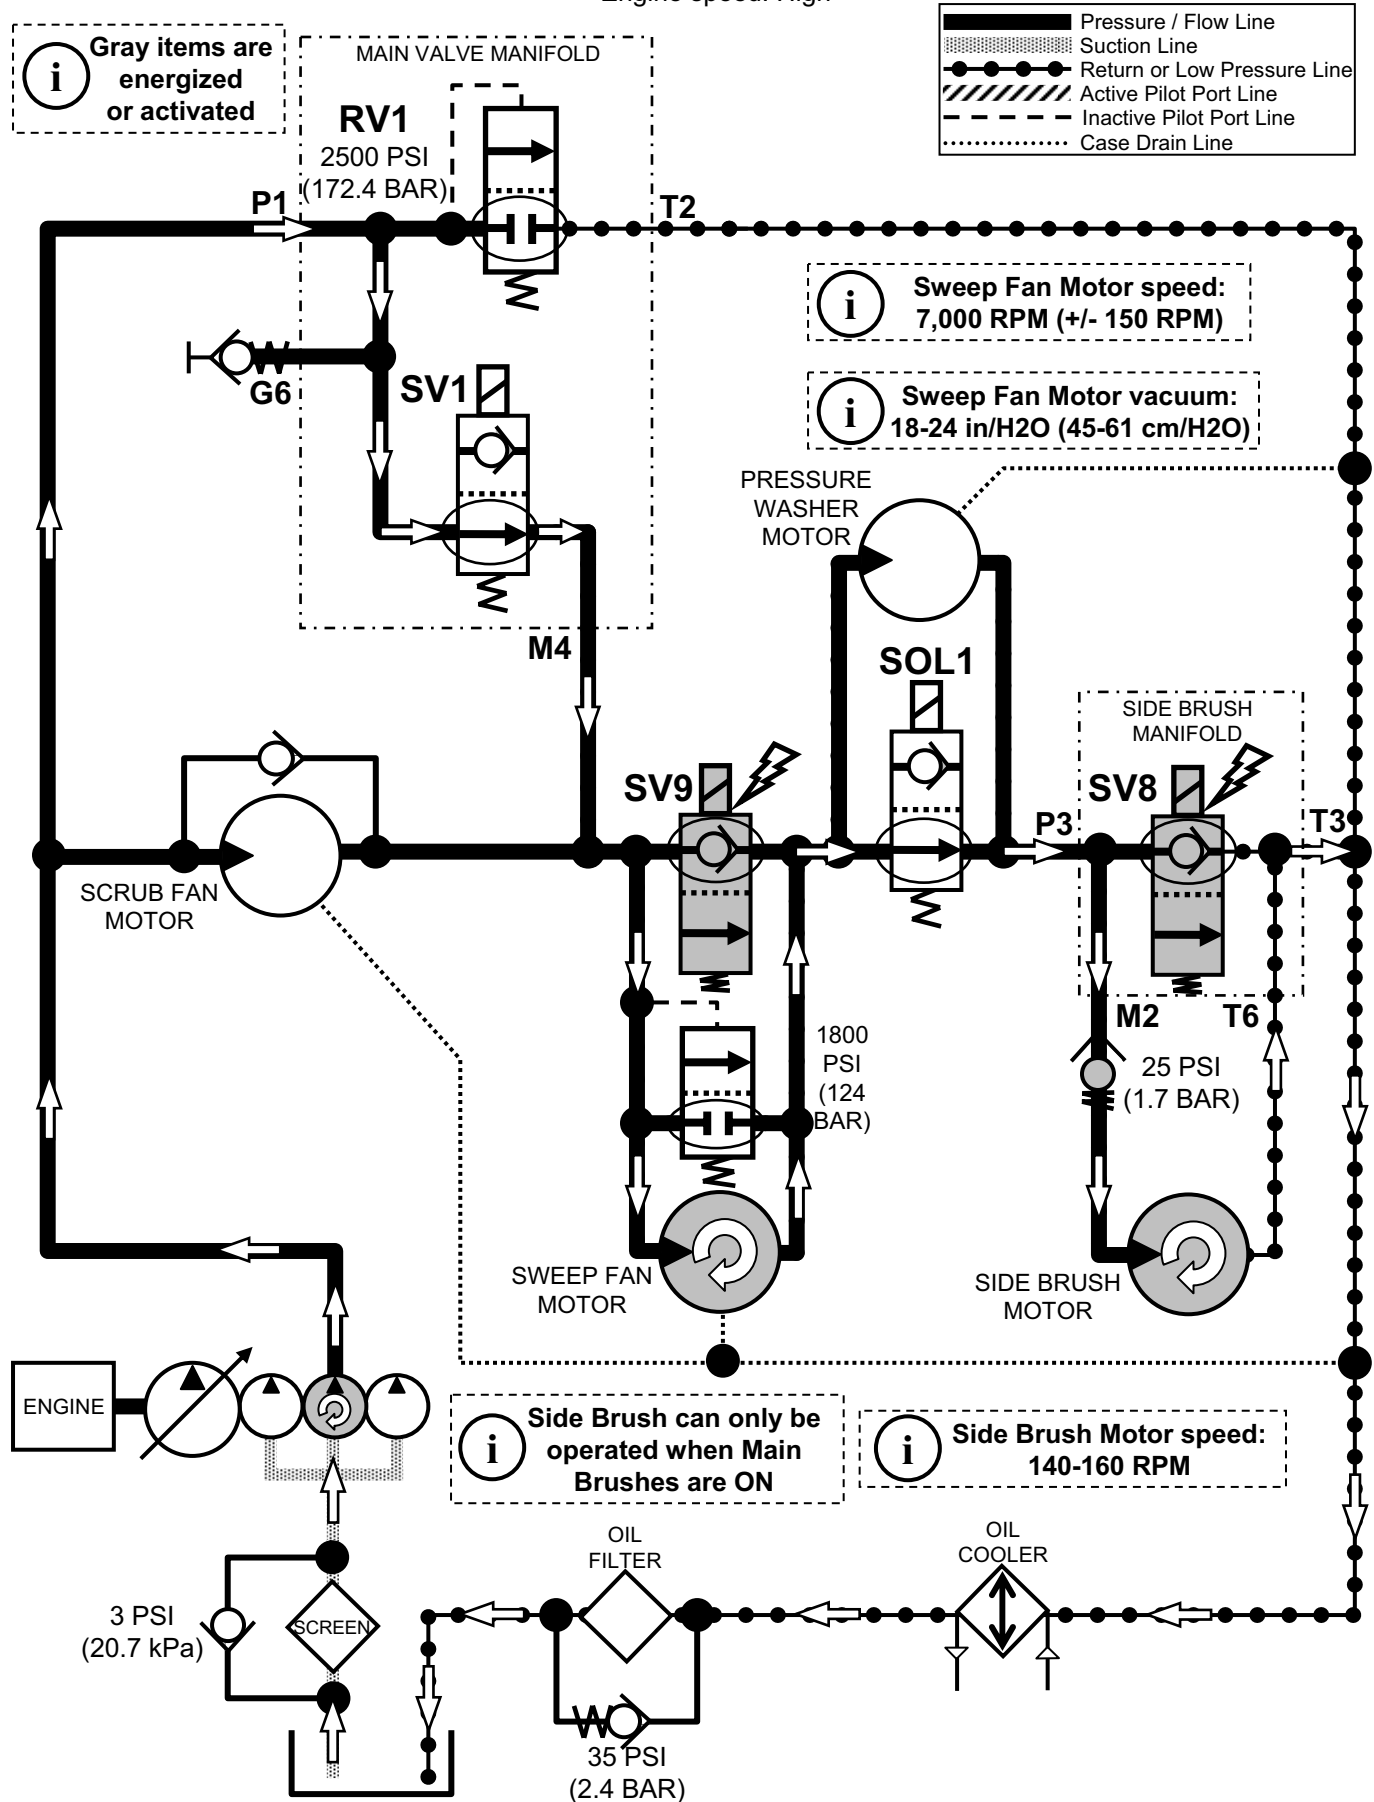 Engine speed: High
Gray items are
energized
or activated
MAIN VALVE MANIFOLD
Pressure / Flow Line
Suction Line
Return or Low Pressure Line
Active Pilot Port Line
Inactive Pilot Port Line
Case Drain Line
RV1
2500 PSI
(172.4 BAR)
P1
T2
i
Sweep Fan Motor speed:
7,000 RPM (+/- 150 RPM)
i
G6
SV1
Sweep Fan Motor vacuum:
18-24 in/H2O (45-61 cm/H2O)
i
PRESSURE
WASHER
MOTOR
M4
SOL1
SIDE BRUSH
MANIFOLD
SV9
SV8
P3
T3
SCRUB FAN
MOTOR
M2
T6
1800
PSI
(124
BAR)
25 PSI
(1.7 BAR)
SWEEP FAN
MOTOR
SIDE BRUSH
MOTOR
ENGINE
i
Side Brush can only be
operated when Main
Brushes are ON
i
Side Brush Motor speed:
140-160 RPM
OIL
FILTER
OIL
COOLER
3 PSI
(20.7 kPa)
SCREEN
35 PSI
(2.4 BAR)